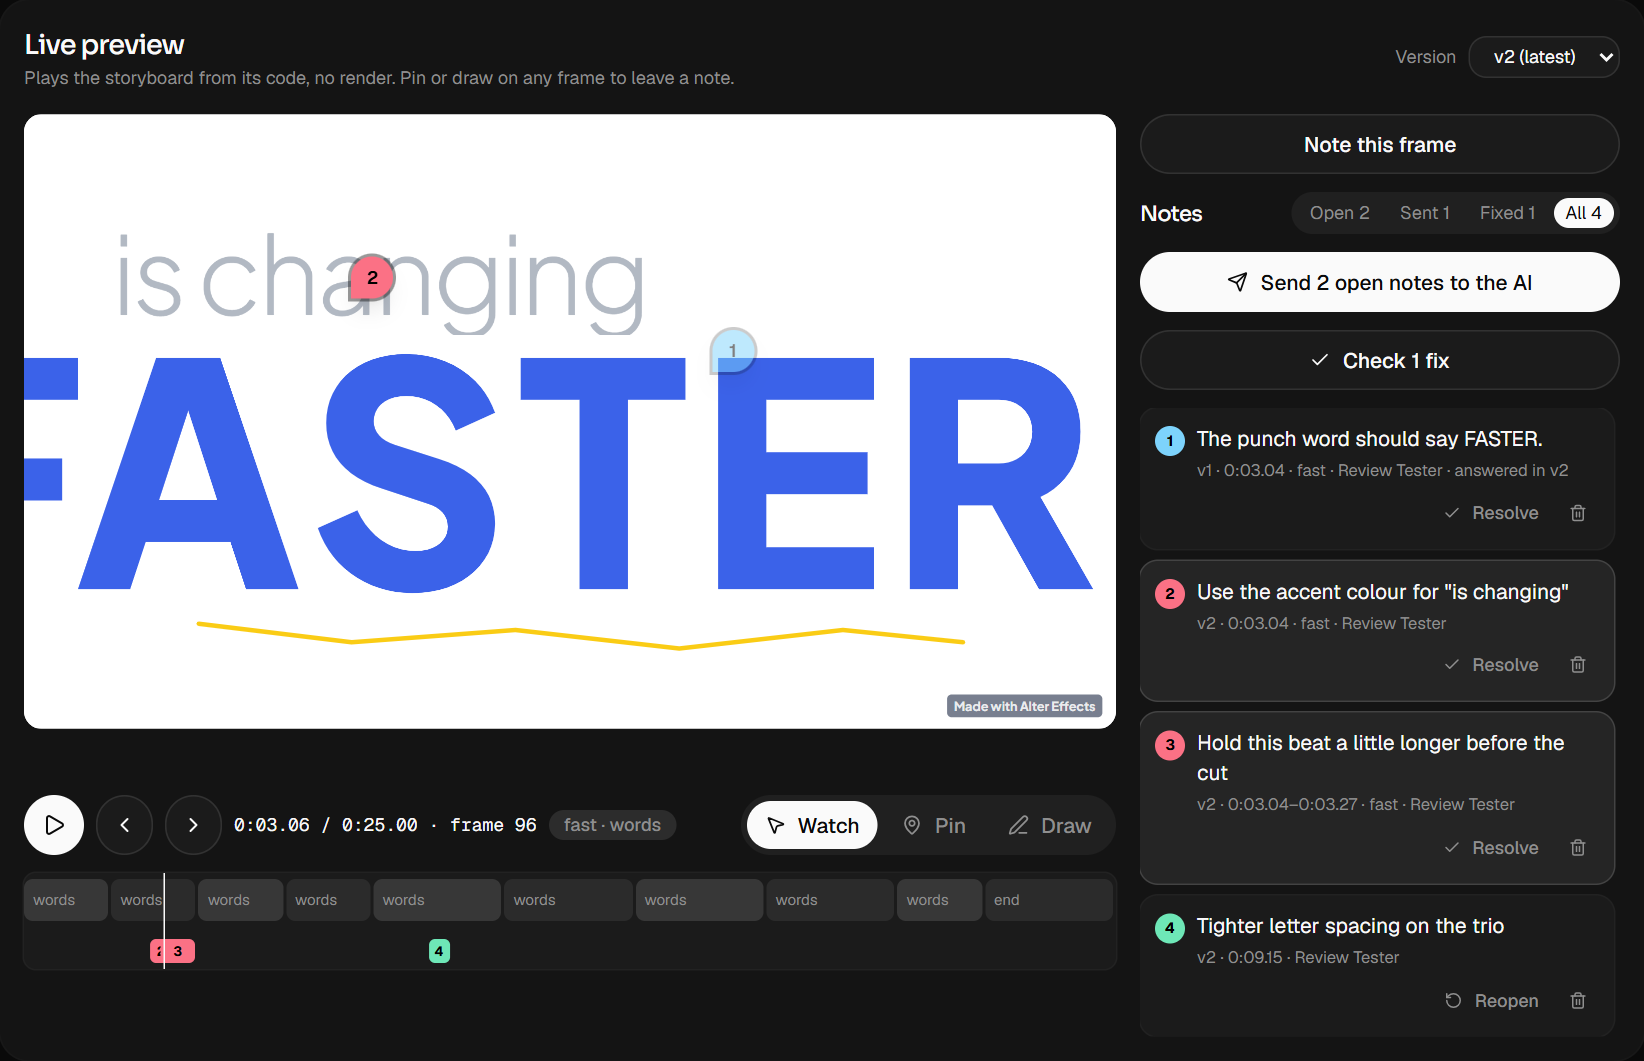 Live preview
Plays the storyboard from its code, no render. Pin or draw on any frame to leave a note.
Version
v2 (latest)
is changing
2
1
FASTER
Made with Alter Effects
0:03.06 / 0:25.00 · frame 96
fast · words
Watch
Pin
Draw
words
words
words
words
words
words
words
words
words
end
2
3
4
Note this frame
Notes
Open 2
Sent 1
Fixed 1
All 4
Send 2 open notes to the AI
Check 1 fix
1
The punch word should say FASTER.
v1 · 0:03.04 · fast · Review Tester · answered in v2
Resolve
2
Use the accent colour for "is changing"
v2 · 0:03.04 · fast · Review Tester
Resolve
3
Hold this beat a little longer before the
cut
v2 · 0:03.04–0:03.27 · fast · Review Tester
Resolve
4
Tighter letter spacing on the trio
v2 · 0:09.15 · Review Tester
Reopen